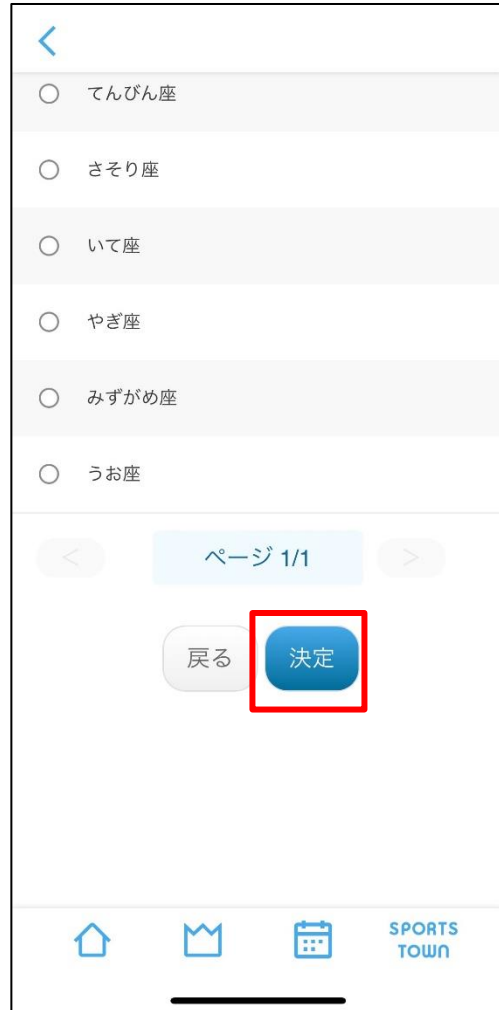 てんびん座
さそり座
いて座
やぎ座
みずがめ座
うお座
< ページ 1/1 >
戻る 決定
SPORTS
TOWN